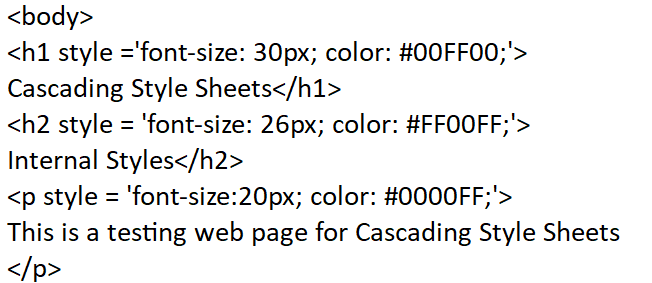 <body>
<h1 style ='font-size: 30px; color: #00FF00;'>
Cascading Style Sheets</h1>
<h2 style = 'font-size: 26px; color: #FF00FF;'>
Internal Styles</h2>
<p style = 'font-size:20px; color: #0000FF;'>
This is a testing web page for Cascading Style Sheets
</p>